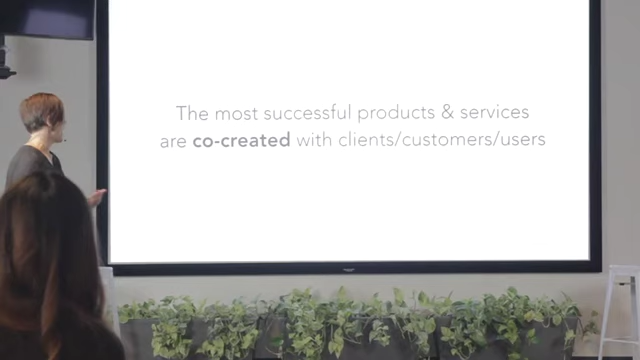 The most successful products & services
are co-created with clients/customers/users